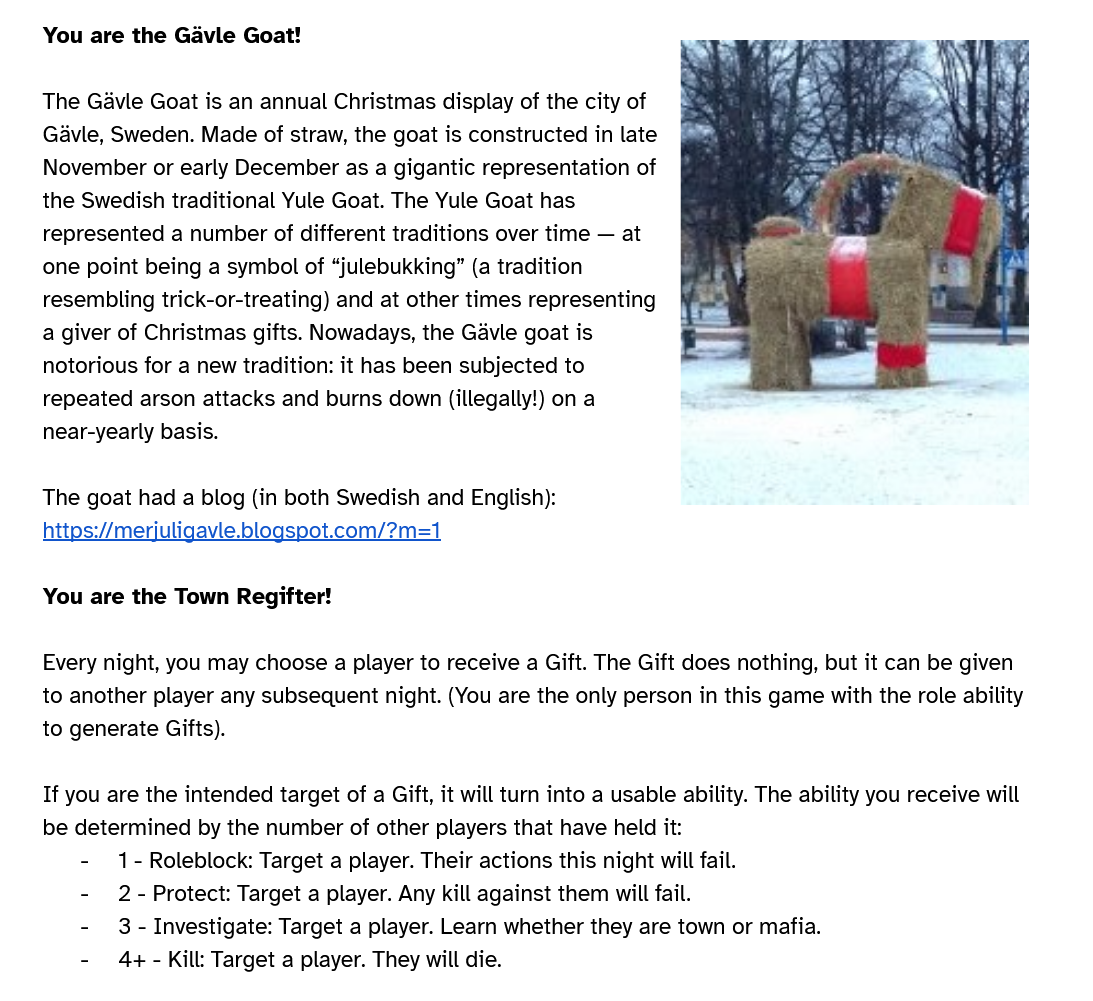 You are the Gävle Goat!
The Gävle Goat is an annual Christmas display of the city of
Gävle, Sweden. Made of straw, the goat is constructed in late
November or early December as a gigantic representation of
the Swedish traditional Yule Goat. The Yule Goat has
represented a number of different traditions over time — at
one point being a symbol of “julebukking” (a tradition
resembling trick-or-treating) and at other times representing
a giver of Christmas gifts. Nowadays, the Gävle goat is
notorious for a new tradition: it has been subjected to
repeated arson attacks and burns down (illegally!) on a
near-yearly basis.
The goat had a blog (in both Swedish and English):
https://merjuligavle.blogspot.com/?m=1
You are the Town Regifter!
Every night, you may choose a player to receive a Gift. The Gift does nothing, but it can be given
to another player any subsequent night. (You are the only person in this game with the role ability
to generate Gifts).
If you are the intended target of a Gift, it will turn into a usable ability. The ability you receive will
be determined by the number of other players that have held it:
- 1 - Roleblock: Target a player. Their actions this night will fail.
- 2 - Protect: Target a player. Any kill against them will fail.
- 3 - Investigate: Target a player. Learn whether they are town or mafia.
- 4+ - Kill: Target a player. They will die.